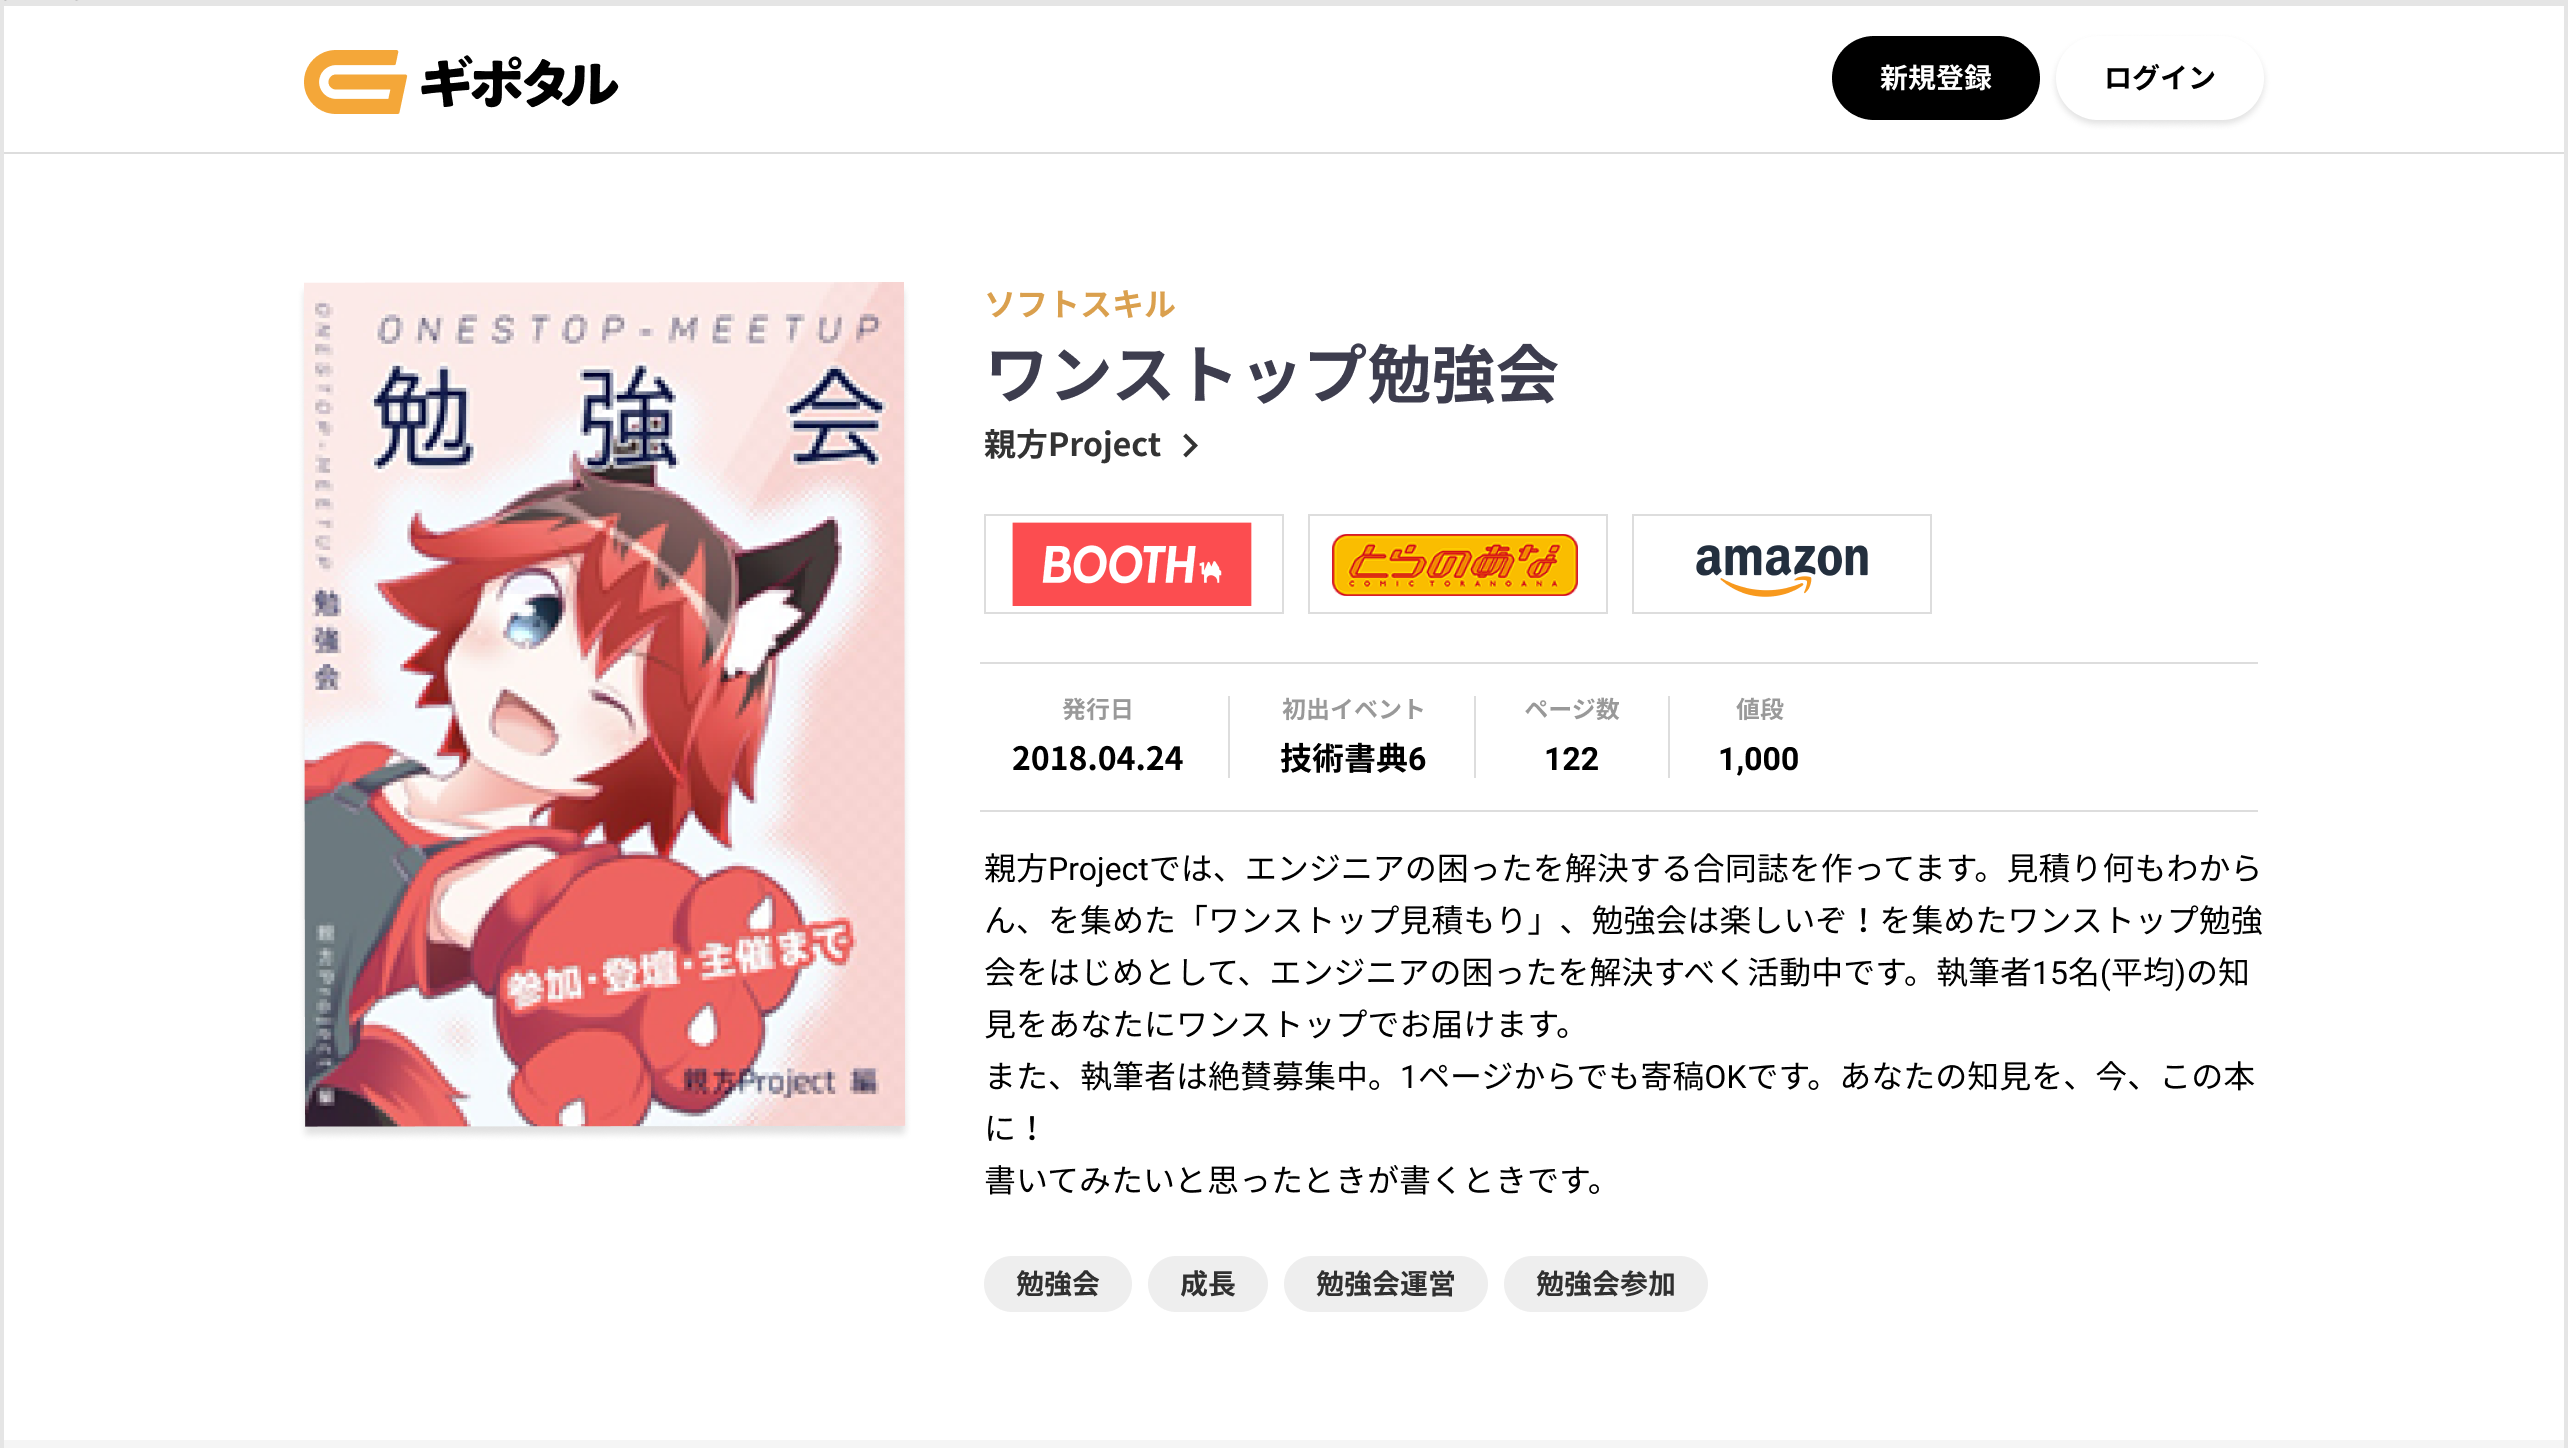 ギポタル
新規登録
ログイン
ONESTOP-MEETUP
勉強会
ONESTOP-MEETUP 勉強会
親方Project 編
参加・登壇・主催まで
親方Project 編
ソフトスキル
ワンストップ勉強会
親方Project
BOOTH
とらのあな
COMIC TORANOANA
amazon
発行日
2018.04.24
初出イベント
技術書典6
ページ数
122
値段
1,000
親方Projectでは、エンジニアの困ったを解決する合同誌を作ってます。見積り何もわから
ん、を集めた「ワンストップ見積もり」、勉強会は楽しいぞ！を集めたワンストップ勉強
会をはじめとして、エンジニアの困ったを解決すべく活動中です。執筆者15名(平均)の知
見をあなたにワンストップでお届けます。
また、執筆者は絶賛募集中。1ページからでも寄稿OKです。あなたの知見を、今、この本
に！
書いてみたいと思ったときが書くときです。
勉強会
成長
勉強会運営
勉強会参加